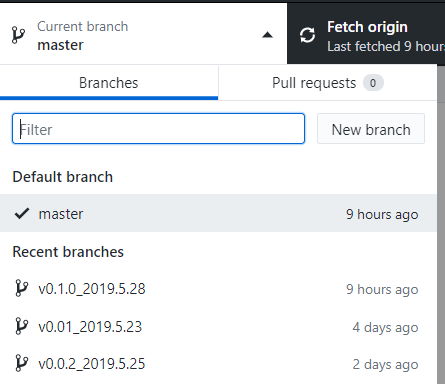 Current branch
master
Fetch origin
Last fetched 9 hour
Branches
Pull requests 0
Filter
New branch
Default branch
master 9 hours ago
Recent branches
v0.1.0_2019.5.28 9 hours ago
v0.01_2019.5.23 4 days ago
v0.0.2_2019.5.25 2 days ago